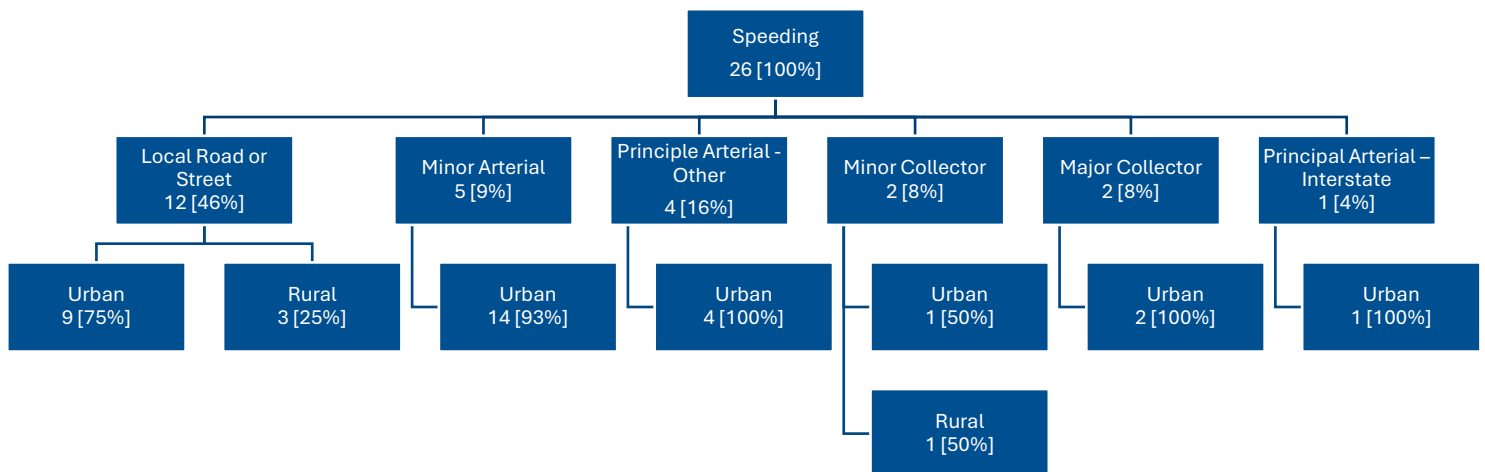 Speeding
26 [100%]
Local Road or
Street
12 [46%]
Minor Arterial
5 [9%]
Principle Arterial -
Other
4 [16%]
Minor Collector
2 [8%]
Major Collector
2 [8%]
Principal Arterial –
Interstate
1 [4%]
Urban
9 [75%]
Rural
3 [25%]
Urban
14 [93%]
Urban
4 [100%]
Urban
1 [50%]
Urban
2 [100%]
Urban
1 [100%]
Rural
1 [50%]